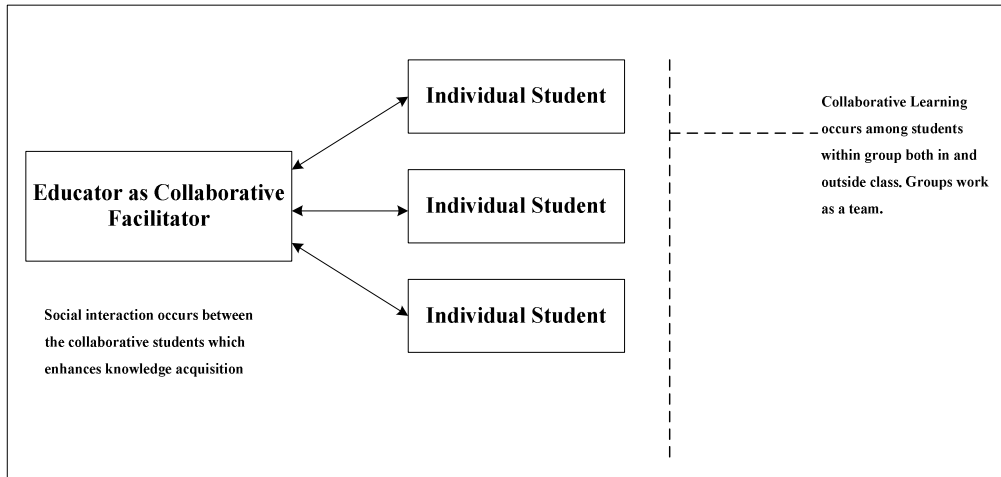 Individual Student
Educator as Collaborative
Facilitator
Individual Student
Individual Student
Social interaction occurs between
the collaborative students which
enhances knowledge acquisition
Collaborative Learning
occurs among students
within group both in and
outside class. Groups work
as a team.